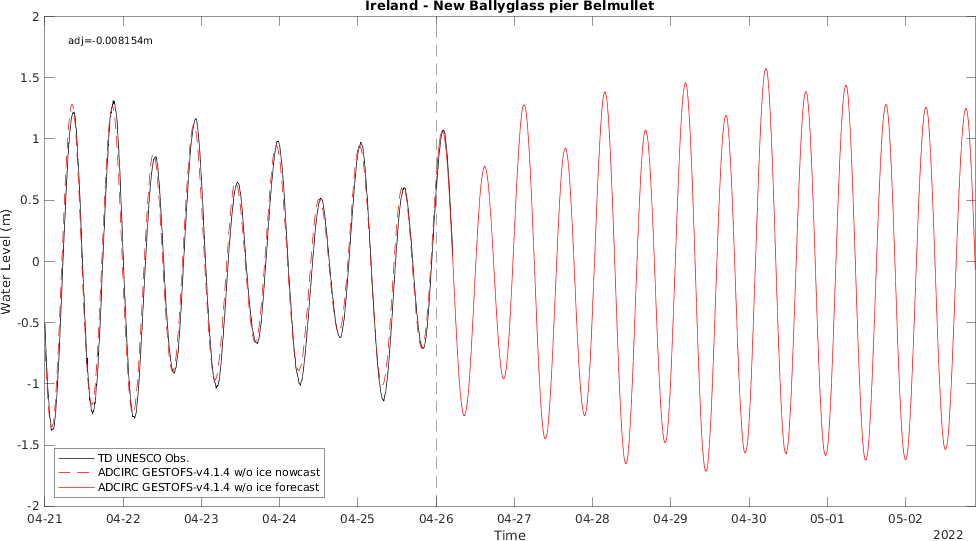 Ireland - New Ballyglass pier Belmullet
adj=-0.008154m
2
1.5
1
0.5
0
-0.5
-1
-1.5
-2
Water Level (m)
TD UNESCO Obs.
ADCIRC GESTOFS-v4.1.4 w/o ice nowcast
ADCIRC GESTOFS-v4.1.4 w/o ice forecast
04-21 04-22 04-23 04-24 04-25 04-26 04-27 04-28 04-29 04-30 05-01 05-02
Time
2022